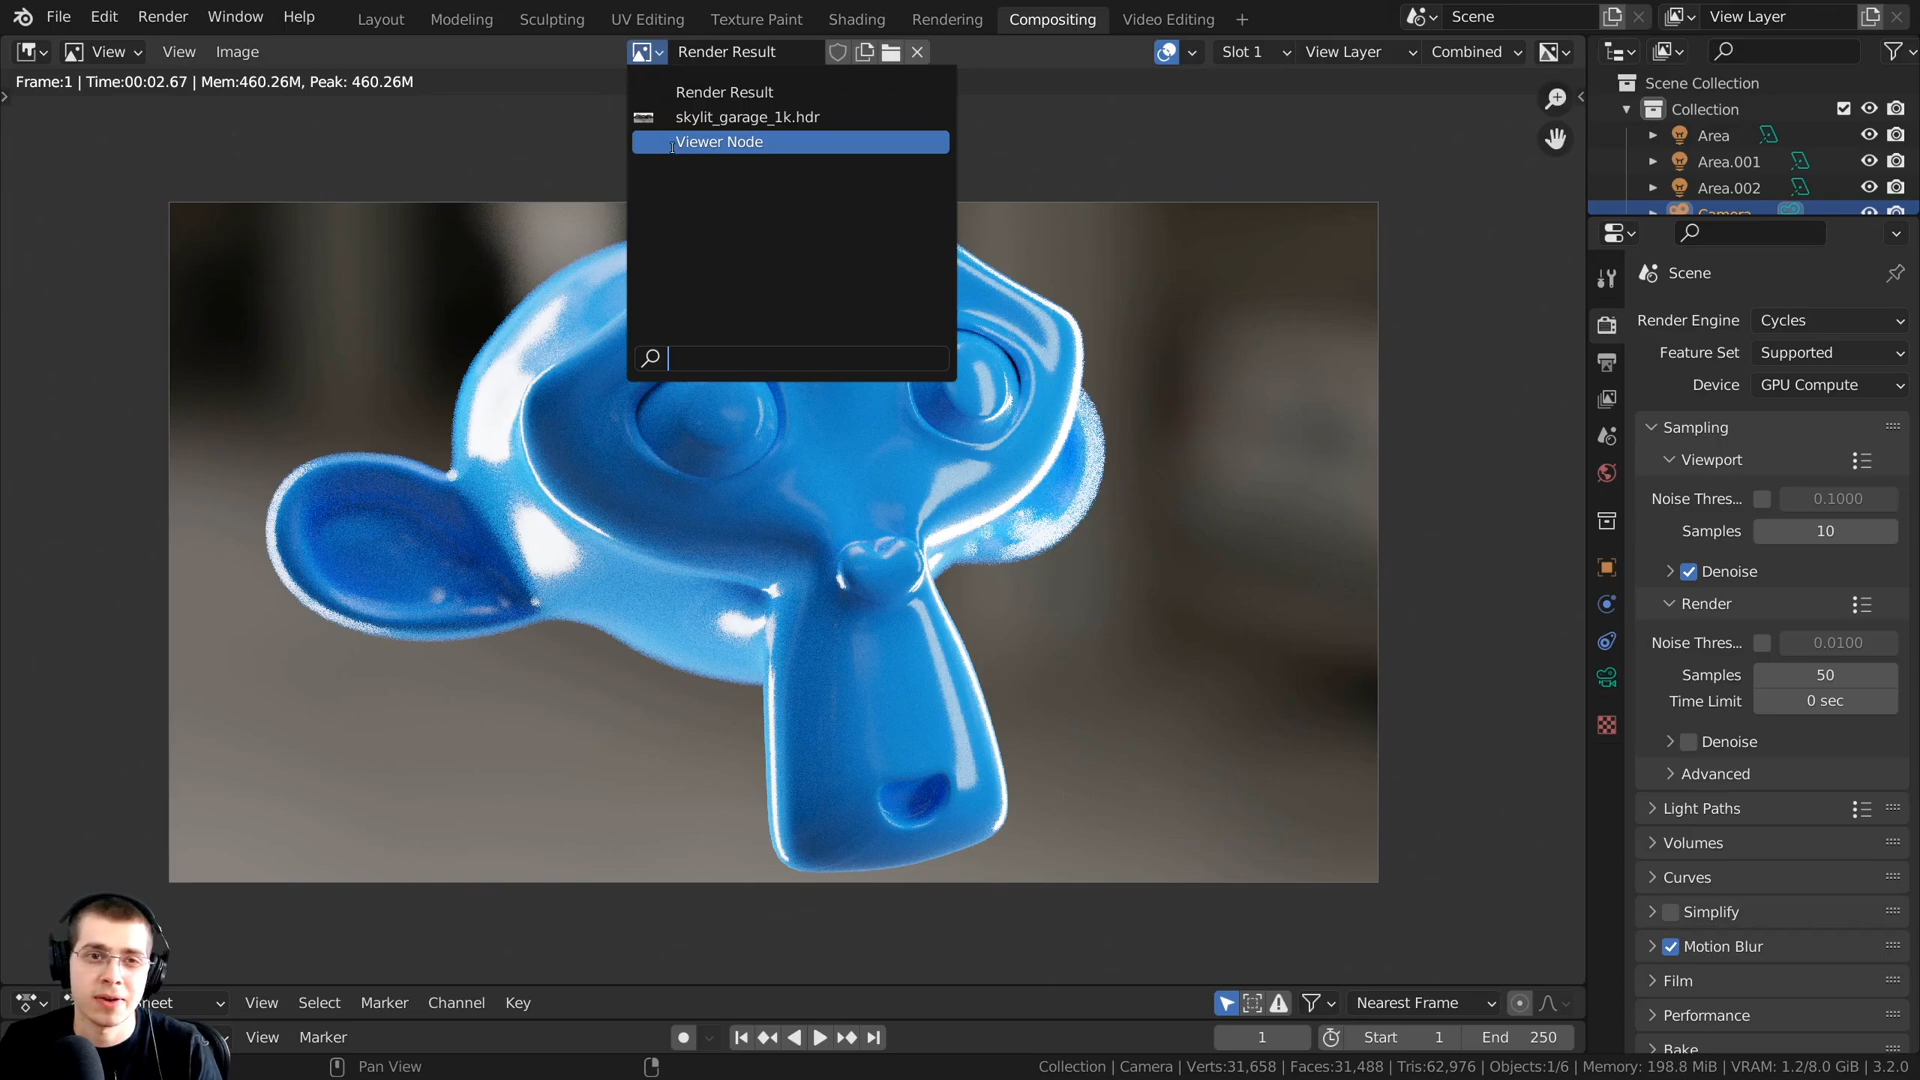 File Edit Render Window Help Layout Modeling Sculpting UV Editing Texture Paint Shading Rendering Compositing Video Editing + Scene View Layer
View View Image Render Result Slot 1 View Layer Combined
Frame:1 | Time:00:02.67 | Mem:460.26M, Peak: 460.26M
Render Result
skylit_garage_1k.hdr
Viewer Node
Scene Collection
Collection
Area
Area.001
Area.002
Camera
Scene
Render Engine Cycles
Feature Set Supported
Device GPU Compute
Sampling
Viewport
Noise Thres... 0.1000
Samples 10
Denoise
Render
Noise Thres... 0.0100
Samples 50
Time Limit 0 sec
Denoise
Advanced
Light Paths
Volumes
Curves
Simplify
Motion Blur
Film
Performance
Bake
View Select Marker Channel Key Nearest Frame
View Marker 1 Start 1 End 250
Pan View Collection | Camera | Verts:31,658 | Faces:31,488 | Tris:62,976 | Objects:1/6 | Memory: 198.8 MiB | VRAM: 1.2/8.0 GiB | 3.2.0